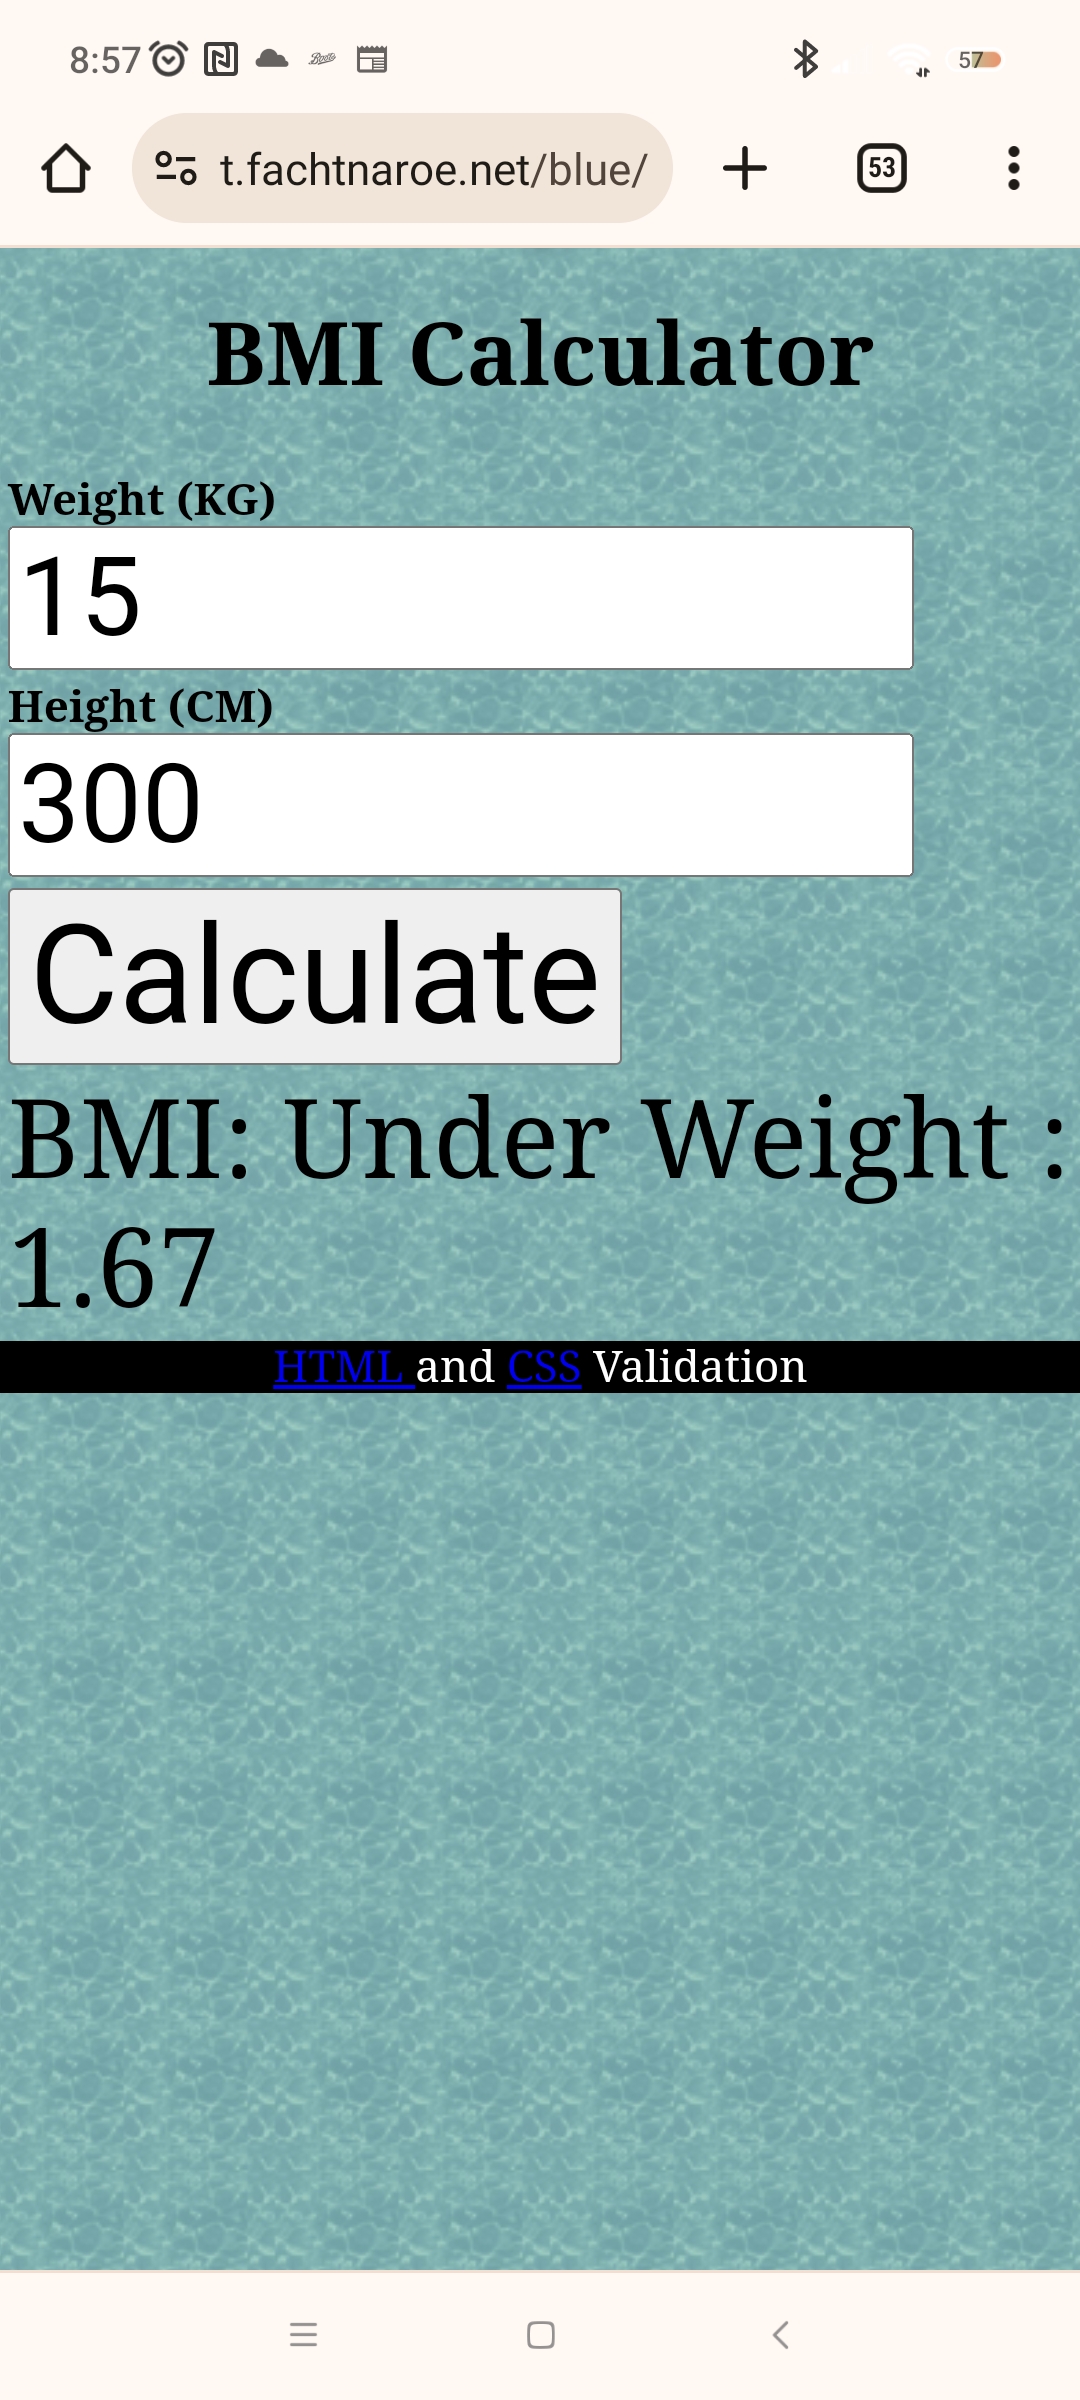 8:57
57
t.fachtnaroe.net/blue/
53
BMI Calculator
Weight (KG)
15
Height (CM)
300
Calculate
BMI: Under Weight :
1.67
HTML and CSS Validation